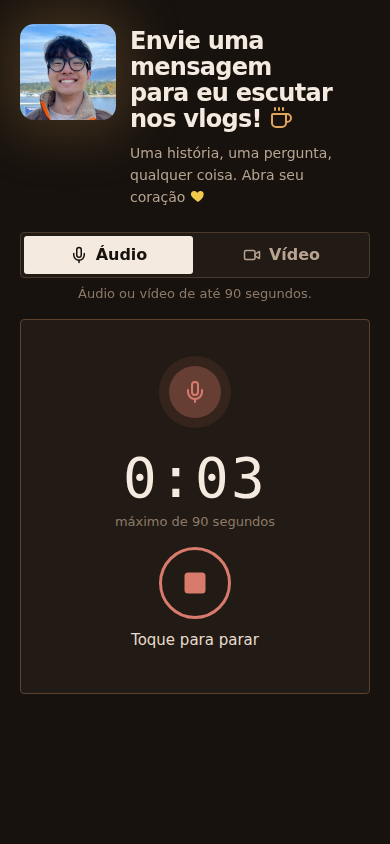 Envie uma
mensagem
para eu escutar
nos vlogs!
Uma história, uma pergunta,
qualquer coisa. Abra seu
coração 💛
Áudio
Vídeo
Áudio ou vídeo de até 90 segundos.
0:03
máximo de 90 segundos
Toque para parar